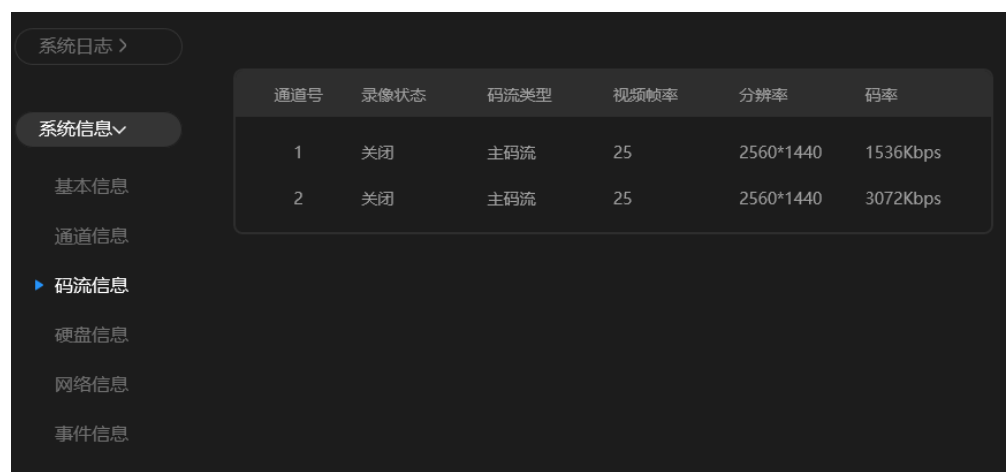 系统日志 >
通道号 录像状态 码流类型 视频帧率 分辨率 码率
系统信息
1 关闭 主码流 25 2560*1440 1536Kbps
基本信息
2 关闭 主码流 25 2560*1440 3072Kbps
通道信息
码流信息
硬盘信息
网络信息
事件信息